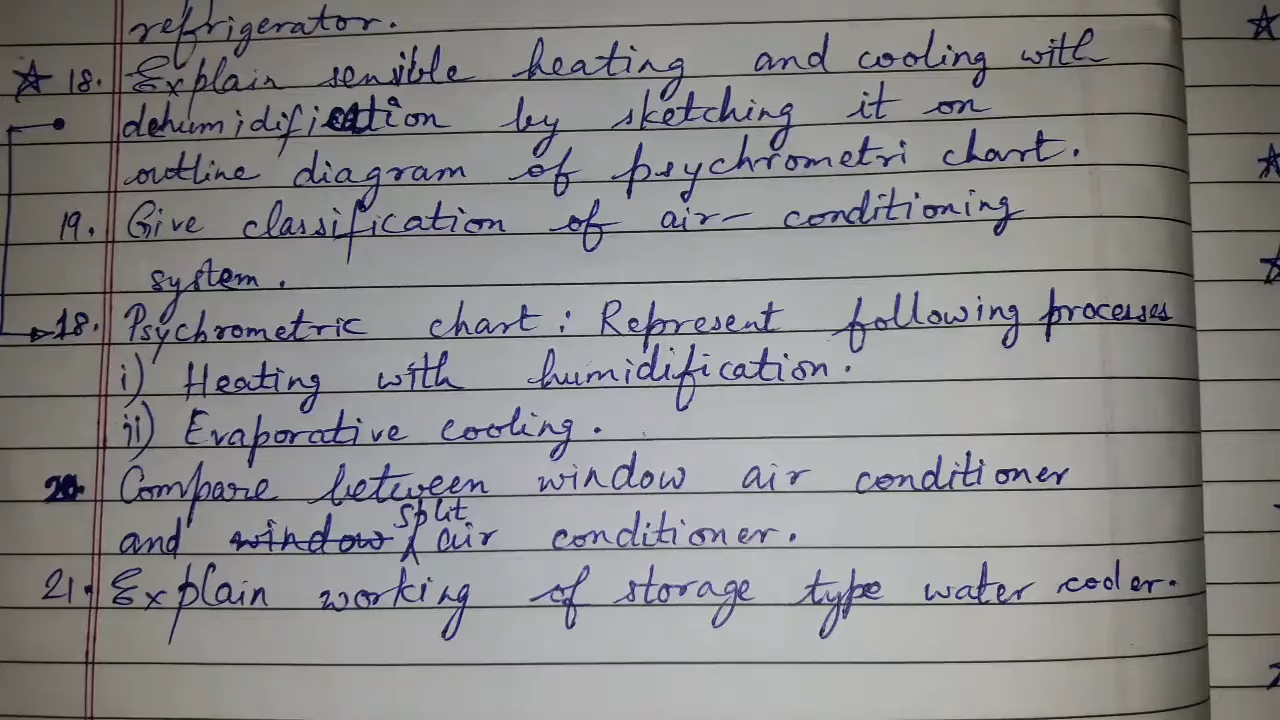 refrigerator.
18. Explain sensible heating and cooling with
dehumidification by sketching it on
outline diagram of psychrometri chart.
19. Give classification of air-conditioning
system.
18. Psychrometric chart: Represent following processes
i) Heating with humidification.
ii) Evaporative cooling.
20. Compare between window air conditioner
and window split air conditioner.
21. Explain working of storage type water cooler.